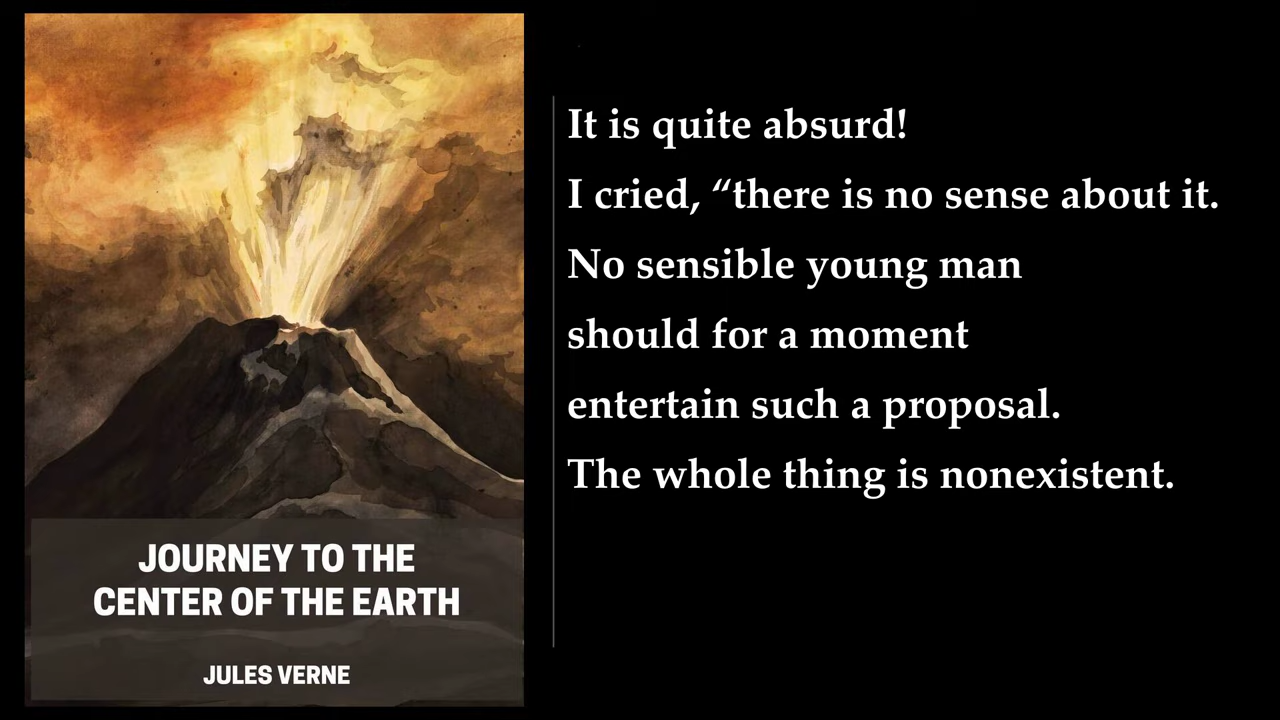 It is quite absurd!
I cried, “there is no sense about it.
No sensible young man
should for a moment
entertain such a proposal.
The whole thing is nonexistent.
JOURNEY TO THE
CENTER OF THE EARTH
JULES VERNE